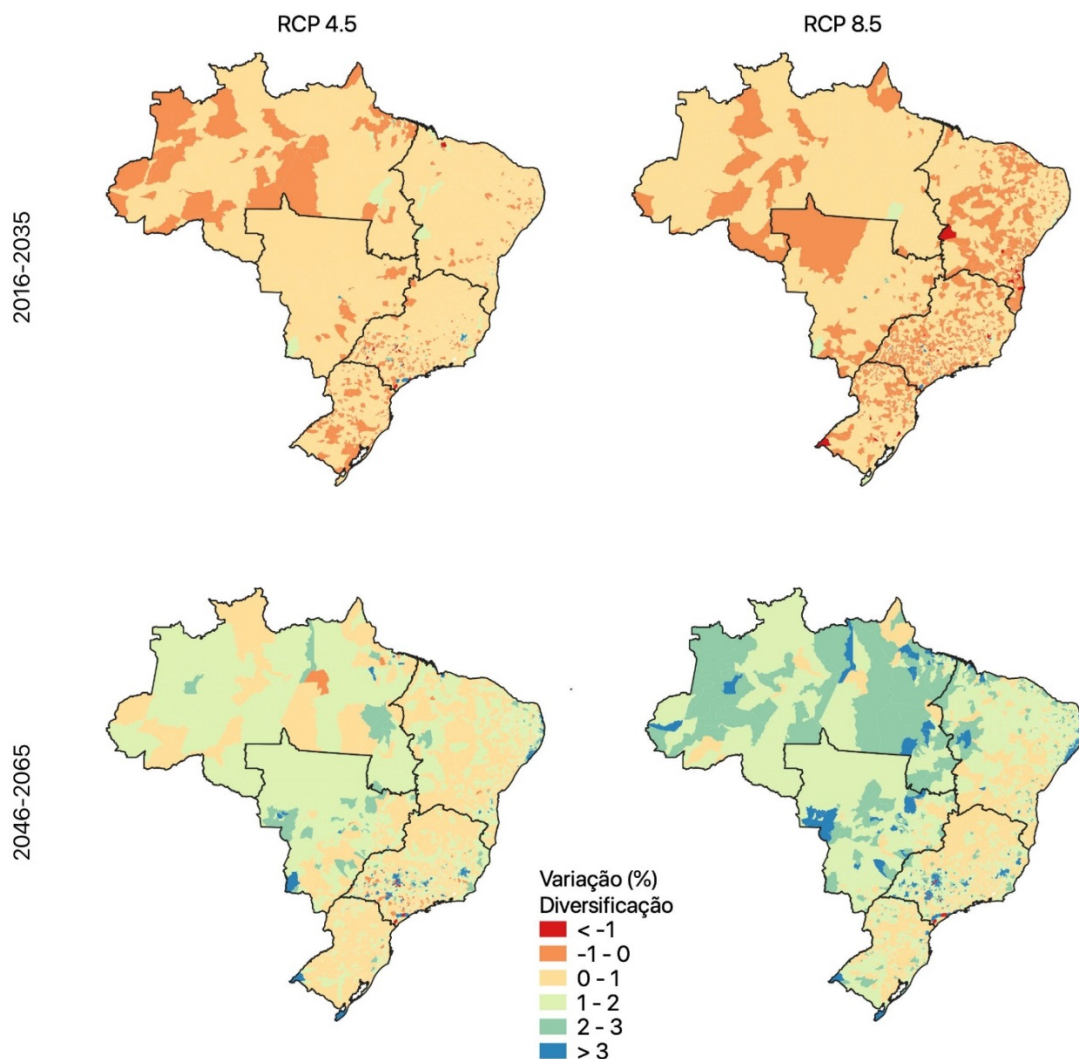 RCP 4.5
RCP 8.5
2016-2035
2046-2065
Variação (%)
Diversificação
< -1
-1 - 0
0 - 1
1 - 2
2 - 3
> 3